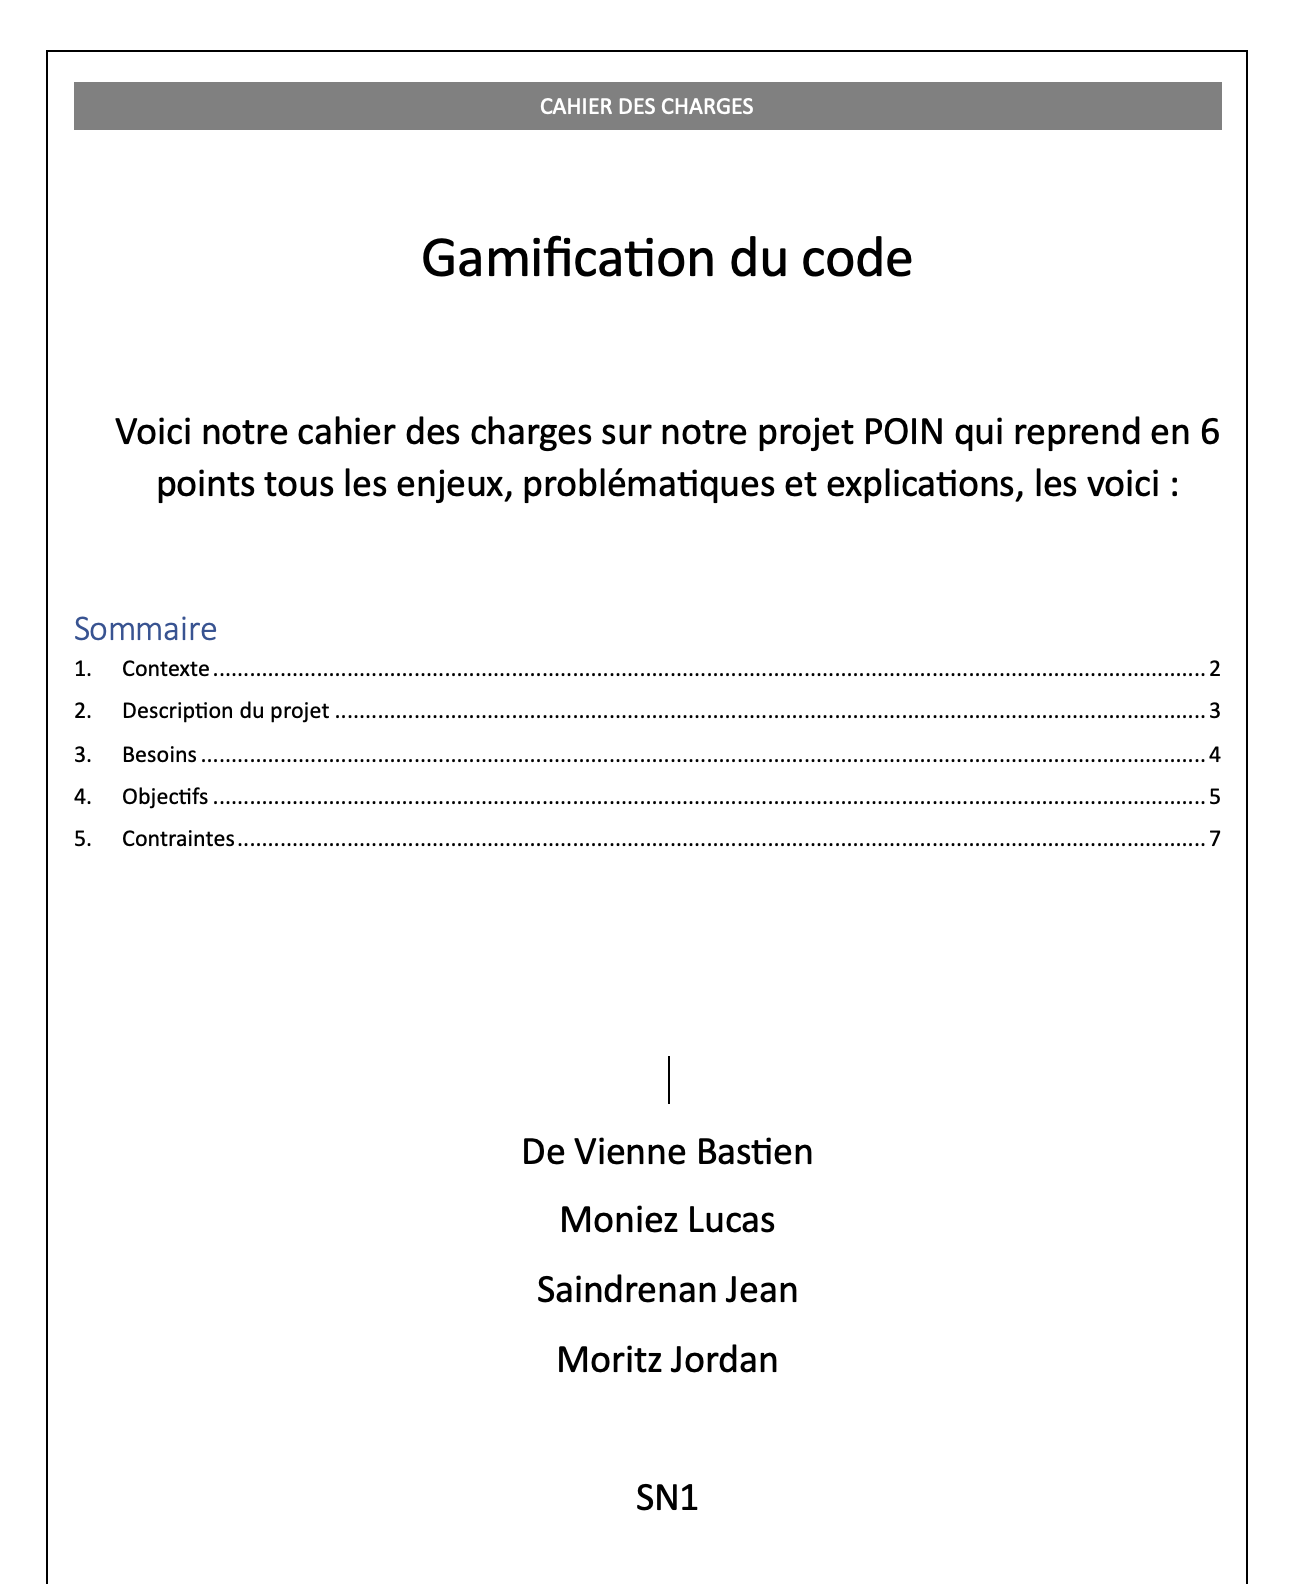 CAHIER DES CHARGES
Gamification du code
Voici notre cahier des charges sur notre projet POIN qui reprend en 6
points tous les enjeux, problématiques et explications, les voici :
Sommaire
1. Contexte 2
2. Description du projet 3
3. Besoins 4
4. Objectifs 5
5. Contraintes 7
De Vienne Bastien
Moniez Lucas
Saindrenan Jean
Moritz Jordan
SN1